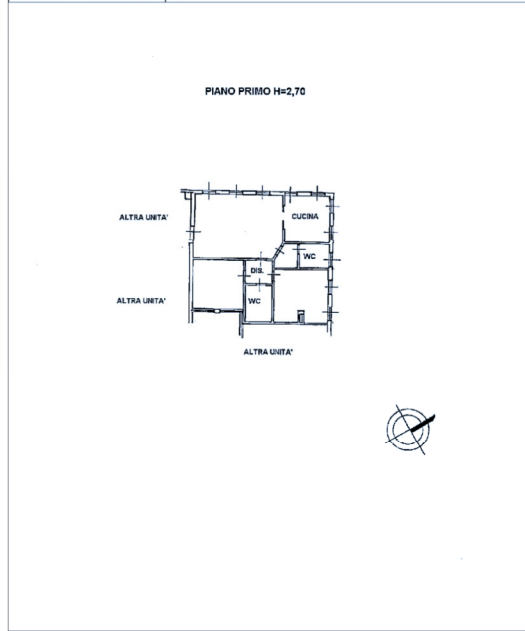 PIANO PRIMO H=2,70
ALTRA UNITA'
CUCINA
WC
DIS.
ALTRA UNITA'
WC
ALTRA UNITA'